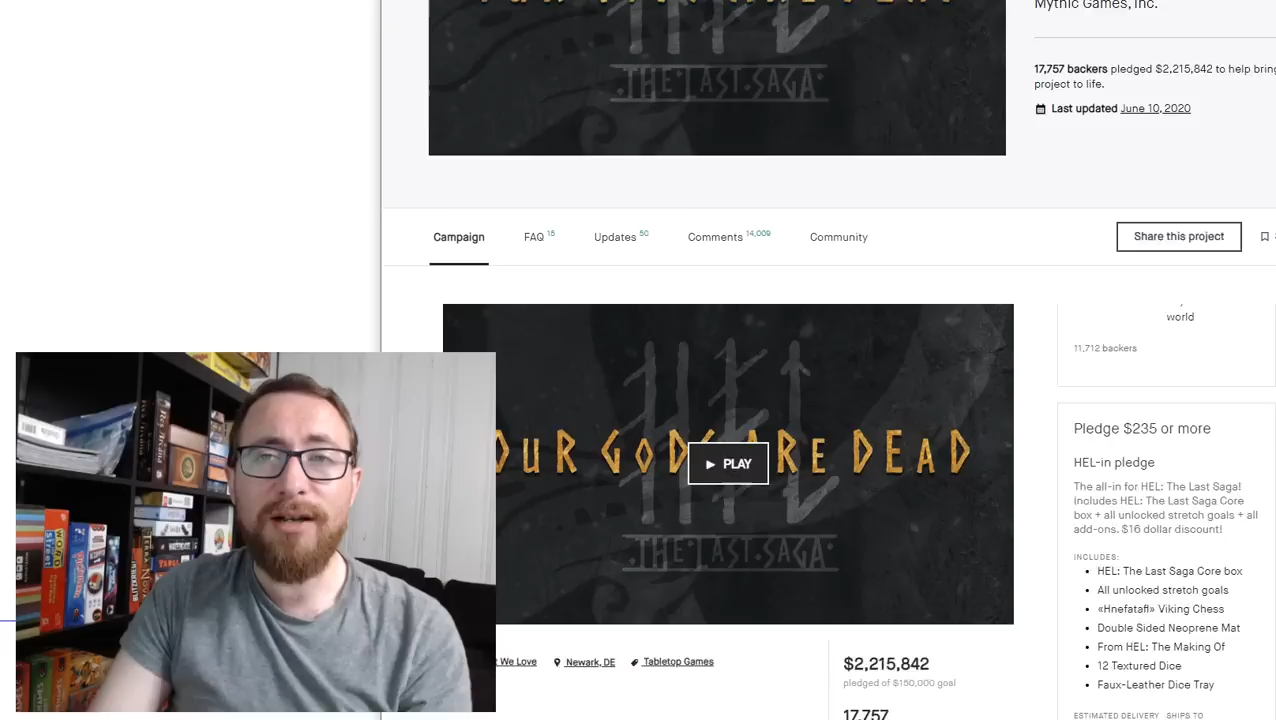 Mythic Games, Inc.
17,757 backers pledged $2,215,842 to help bring
project to life.
Last updated June 10, 2020
THE LAST SAGA
Campaign
FAQ 15
Updates 50
Comments 14,009
Community
Share this project
world
11,712 backers
OUR GODS ARE DEAD
PLAY
HEL
THE LAST SAGA
Pledge $235 or more
HEL-in pledge
The all-in for HEL: The Last Saga!
includes HEL: The Last Saga Core
box + all unlocked stretch goals + all
add-ons. $16 dollar discount!
INCLUDES:
HEL: The Last Saga Core box
All unlocked stretch goals
«Hnefatafl» Viking Chess
Double Sided Neoprene Mat
From HEL: The Making Of
12 Textured Dice
Faux-Leather Dice Tray
ESTIMATED DELIVERY SHIPS TO
We Love
Newark, DE
Tabletop Games
$2,215,842
pledged of $150,000 goal
17,757
Res Arcana
WORD
street
BLITZKRIEG!